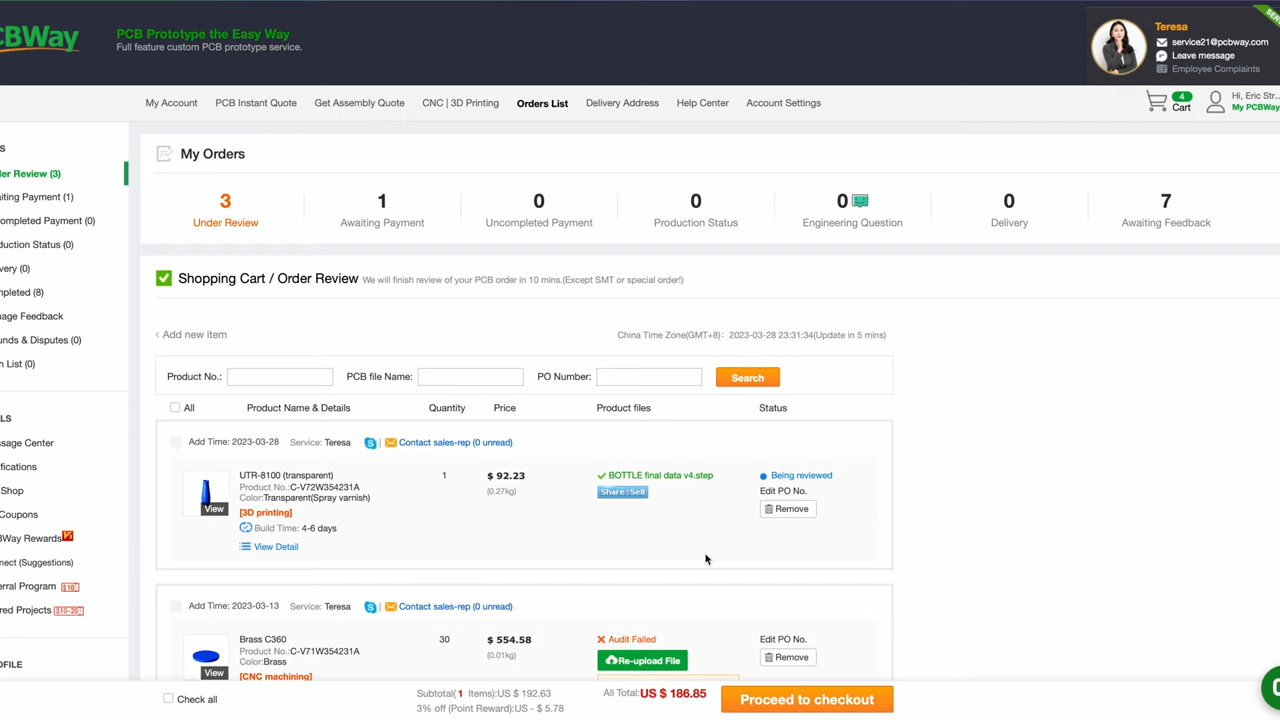 CBWay
PCB Prototype the Easy Way
Full feature custom PCB prototype service.
Teresa
service21@pcbway.com
Leave message
Employee Complaints
My Account PCB Instant Quote Get Assembly Quote CNC | 3D Printing Orders List Delivery Address Help Center Account Settings
4
Cart
Hi, Eric Str...
My PCBWay
My Orders
3 1 0 0 0 0 7
Under Review Awaiting Payment Uncompleted Payment Production Status Engineering Question Delivery Awaiting Feedback
S
der Review (3)
iting Payment (1)
completed Payment (0)
duction Status (0)
very (0)
mpleted (8)
nage Feedback
unds & Disputes (0)
h List (0)
LS
ssage Center
ifications
Shop
Coupons
BWay Rewards
nect (Suggestions)
erral Program
red Projects
OFILE
Shopping Cart / Order Review We will finish review of your PCB order in 10 mins.(Except SMT or special order!)
‹ Add new item China Time Zone(GMT+8): 2023-03-28 23:31:34(Update in 5 mins)
Product No.: PCB file Name: PO Number: Search
All Product Name & Details Quantity Price Product files Status
Add Time: 2023-03-28 Service: Teresa | Contact sales-rep (0 unread)
UTR-8100 (transparent) 1 $ 92.23 BOTTLE final data v4.step Being reviewed
Product No.:C-V72W354231A (0.27kg) Share&Sell Edit PO No.
Color:Transparent(Spray varnish)
View [3D printing] Remove
Build Time: 4-6 days
View Detail
Add Time: 2023-03-13 Service: Teresa | Contact sales-rep (0 unread)
Brass C360 30 $ 554.58 Audit Failed Edit PO No.
Product No.:C-V71W354231A (0.01kg) Re-upload File Remove
Color:Brass
View [CNC machining]
Check all Subtotal( 1 Items):US $ 192.63 All Total: US $ 186.85 Proceed to checkout
3% off (Point Reward):US - $ 5.78